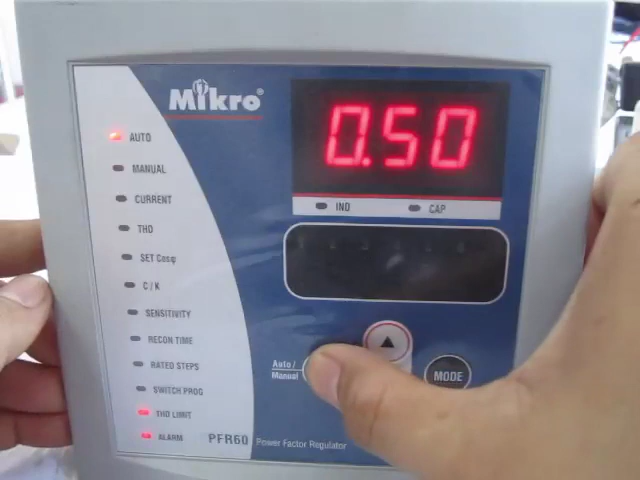 Mikro®
0.50
IND CAP
AUTO
MANUAL
CURRENT
THD
SET Cosφ
C / K
SENSITIVITY
RECON TIME
RATED STEPS
SWITCH PROG
THD LIMIT
ALARM
Auto /
Manual
▲
MODE
PFR60 Power Factor Regulator